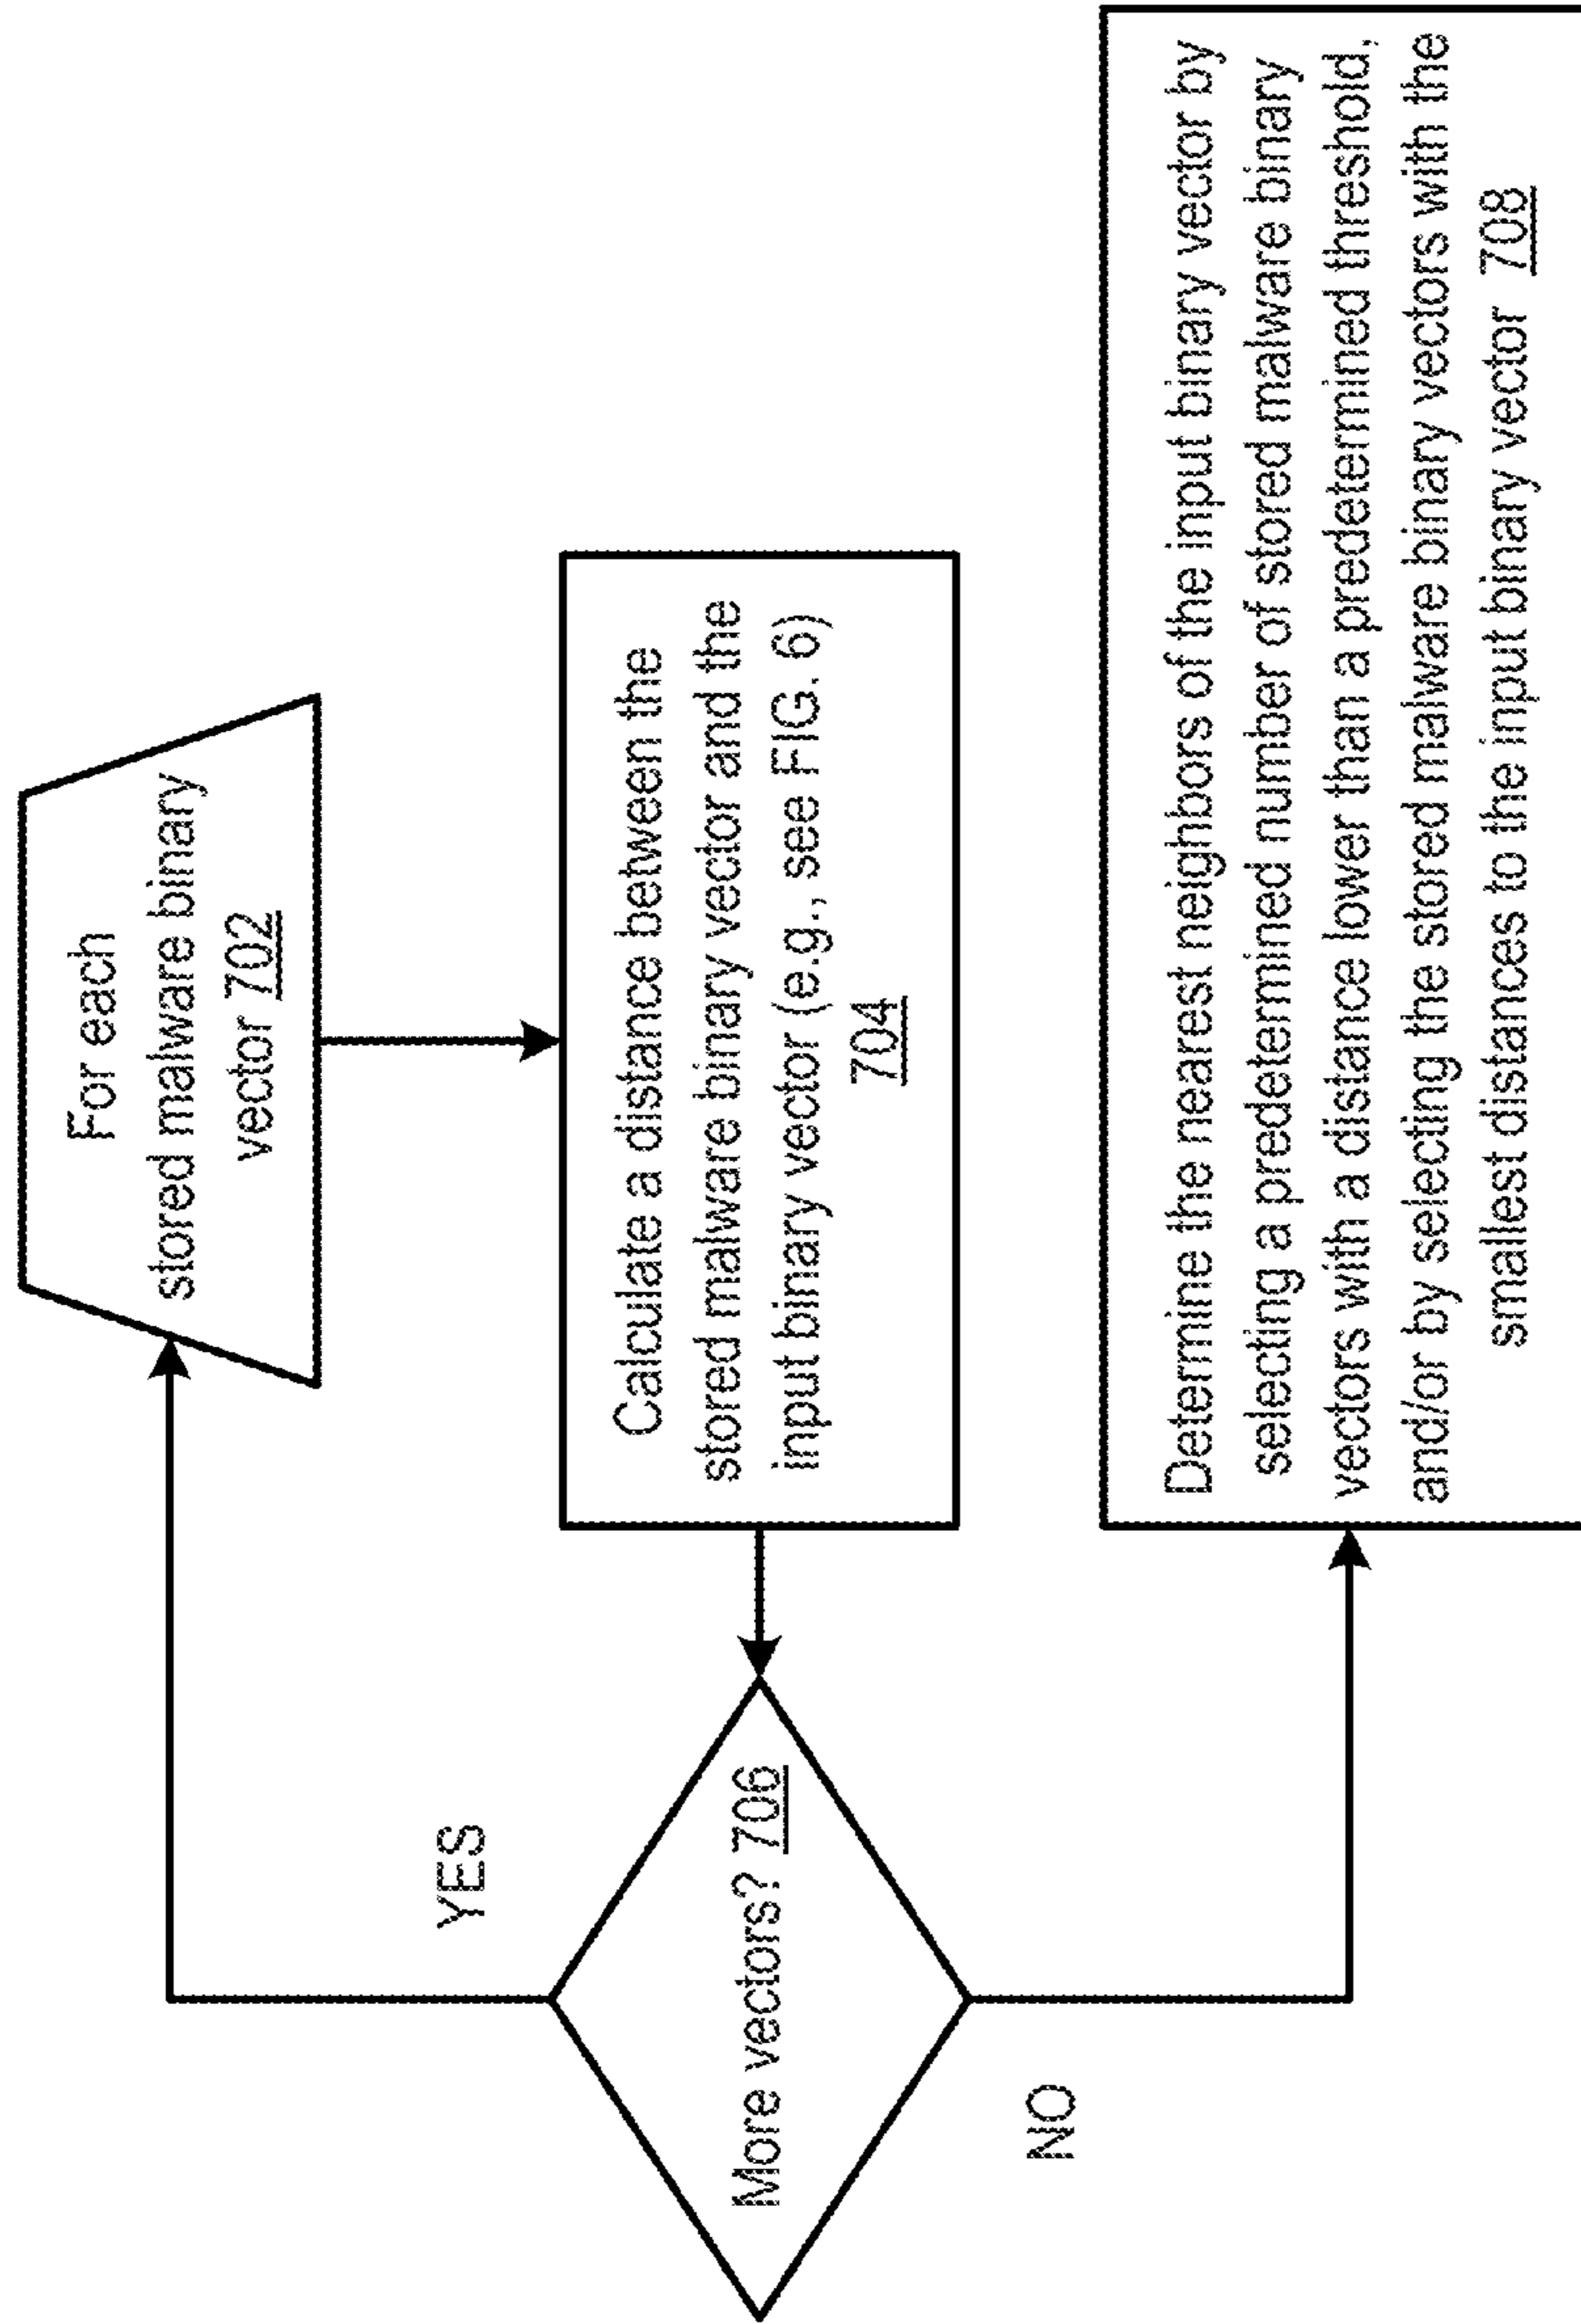 For each
stored malware binary
vector 702
Calculate a distance between the
stored malware binary vector and the
input binary vector (e.g., see FIG. 6)
704
YES
More vectors? 706
NO
Determine the nearest neighbors of the input binary vector by
selecting a predetermined number of stored malware binary
vectors with a distance lower than a predetermined threshold,
and/or by selecting the stored malware binary vectors with the
smallest distances to the input binary vector 708